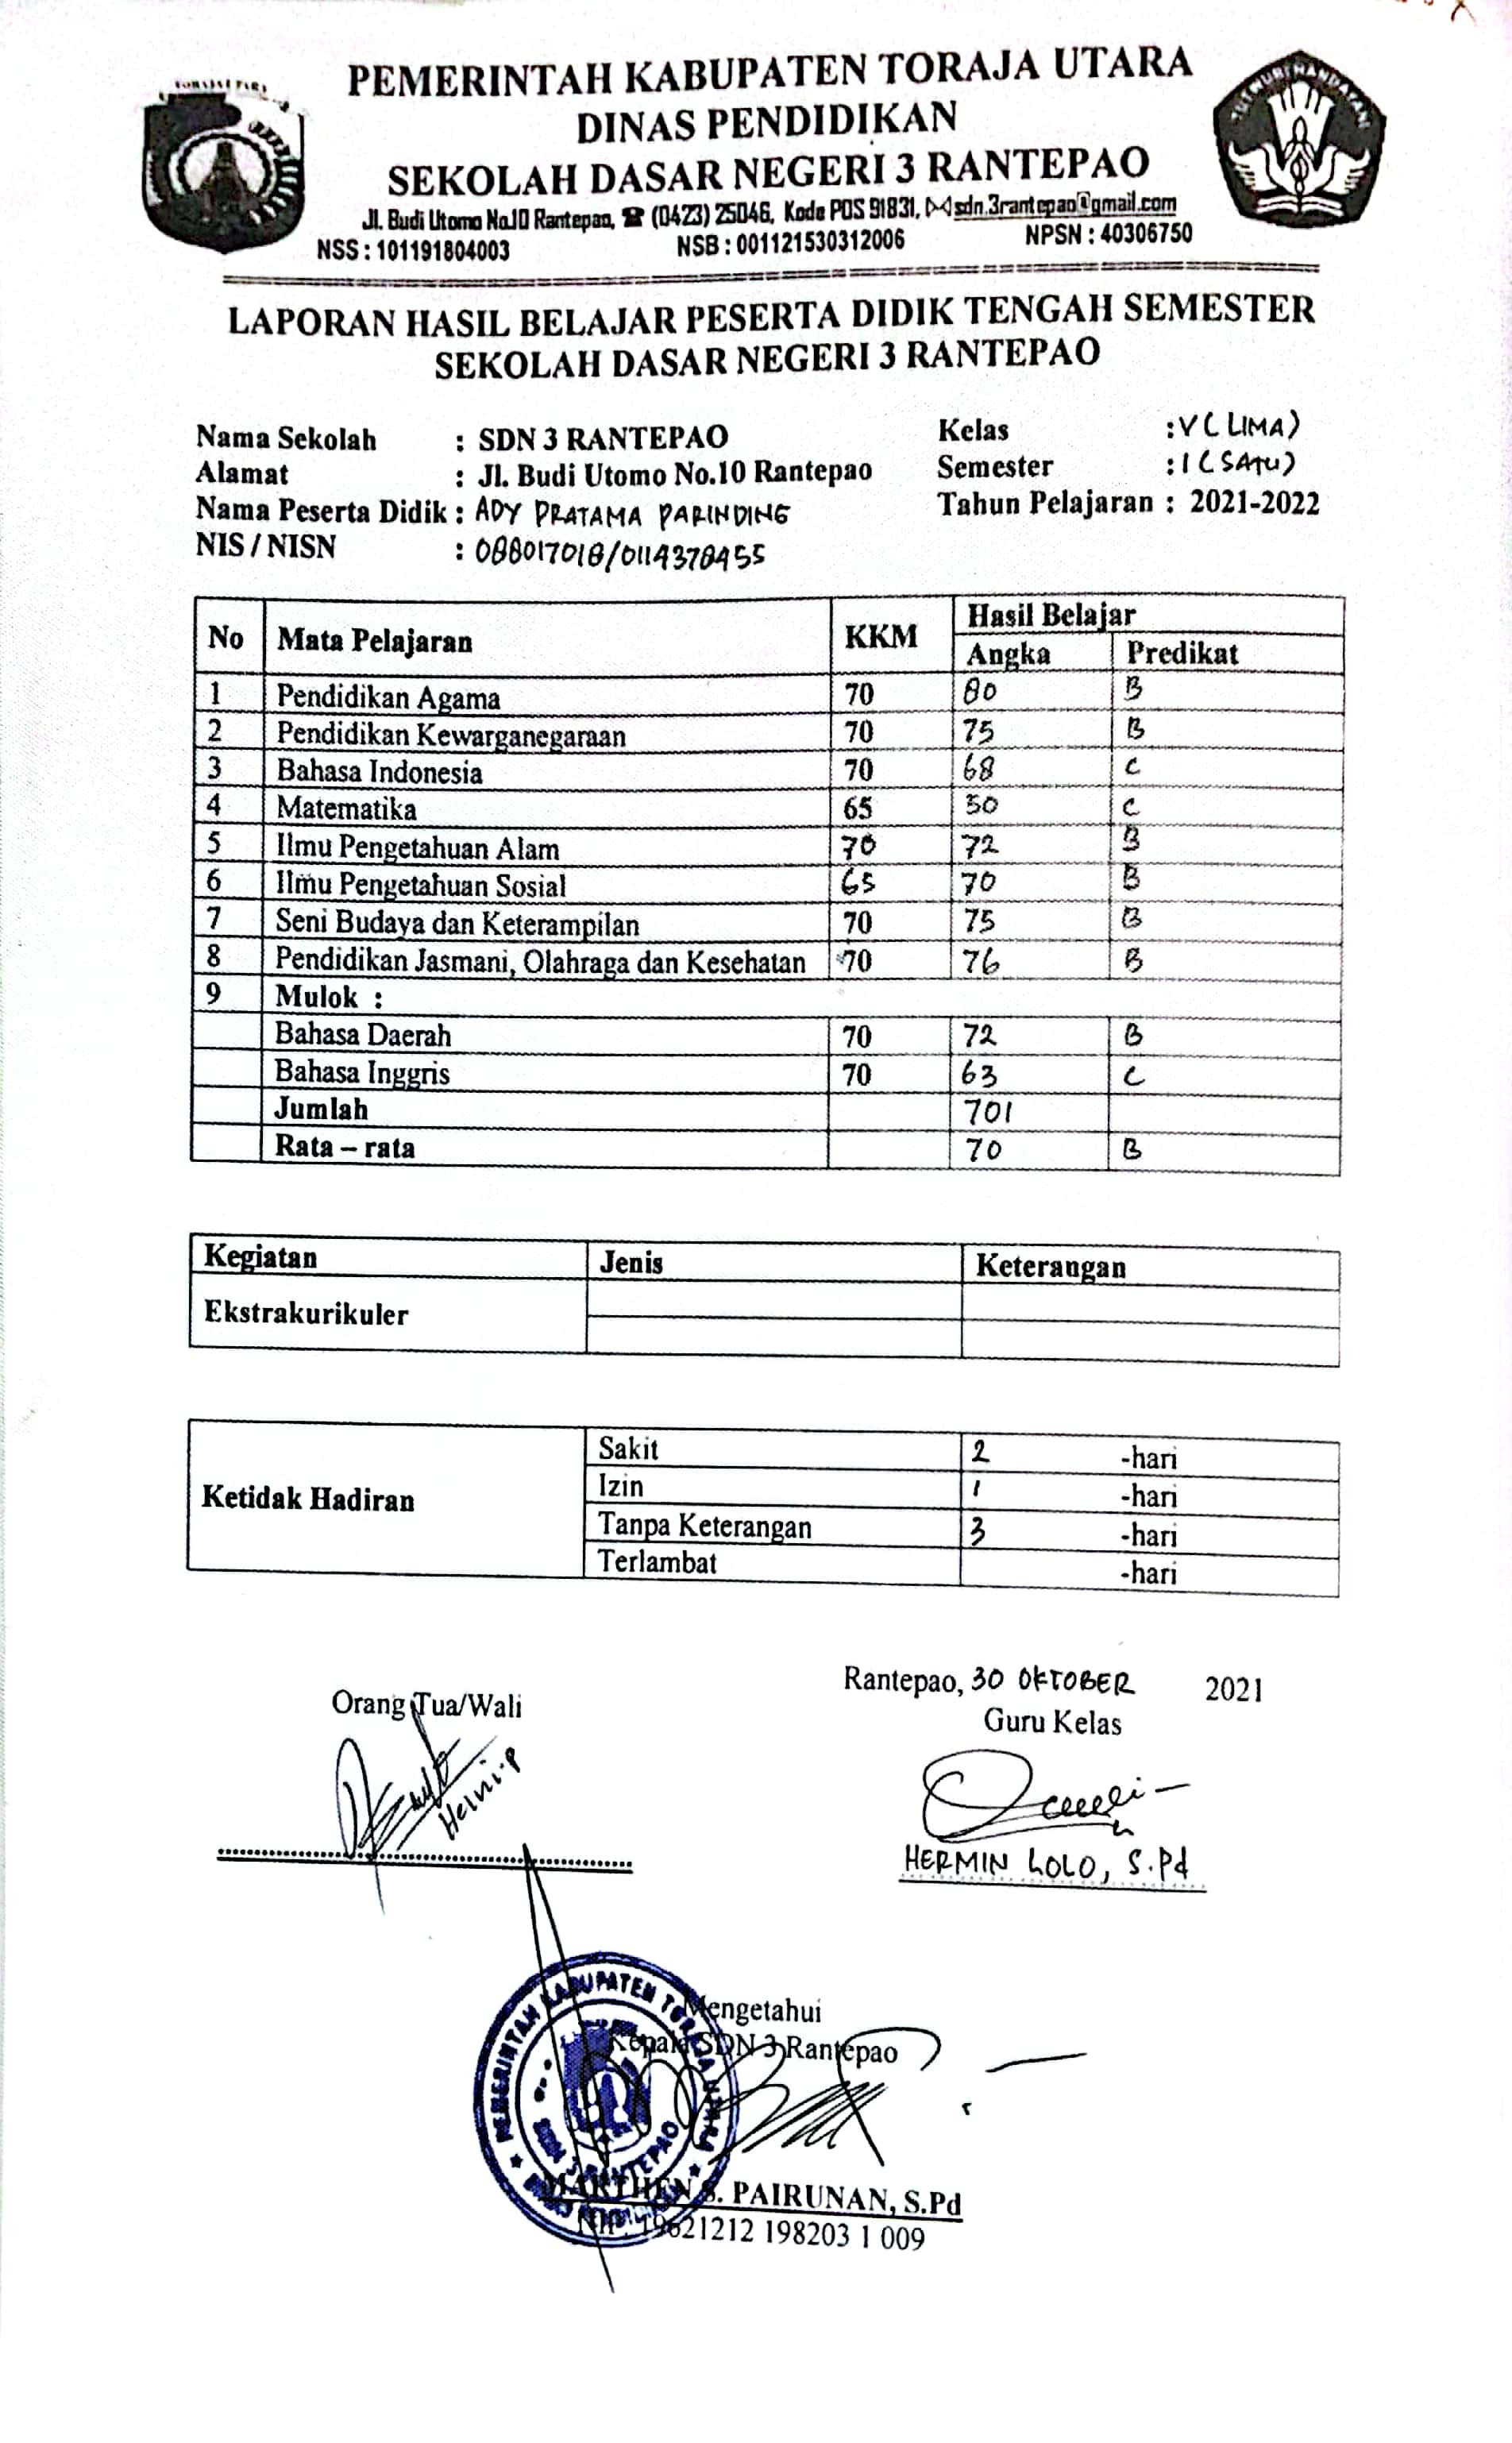 PEMERINTAH KABUPATEN TORAJA UTARA
DINAS PENDIDIKAN
SEKOLAH DASAR NEGERI 3 RANTEPAO
Jl. Budi Utomo No.10 Rantepao, ☎ (0423) 25046, Kode POS 91831, sdn.3rantepao@gmail.com
NSS : 101191804003 NSB : 001121530312006 NPSN : 40306750
LAPORAN HASIL BELAJAR PESERTA DIDIK TENGAH SEMESTER
SEKOLAH DASAR NEGERI 3 RANTEPAO
Nama Sekolah : SDN 3 RANTEPAO Kelas : V ( LIMA )
Alamat : Jl. Budi Utomo No.10 Rantepao Semester : I ( SATU )
Nama Peserta Didik : ADY PRATAMA PARINDING Tahun Pelajaran : 2021-2022
NIS / NISN : 088017018/0114378455
No Mata Pelajaran KKM Hasil Belajar
Angka Predikat
1 Pendidikan Agama 70 80 B
2 Pendidikan Kewarganegaraan 70 75 B
3 Bahasa Indonesia 70 68 C
4 Matematika 65 50 C
5 Ilmu Pengetahuan Alam 70 72 B
6 Ilmu Pengetahuan Sosial 65 70 B
7 Seni Budaya dan Keterampilan 70 75 B
8 Pendidikan Jasmani, Olahraga dan Kesehatan 70 76 B
9 Mulok :
Bahasa Daerah 70 72 B
Bahasa Inggris 70 63 C
Jumlah 701
Rata – rata 70 B
Kegiatan Jenis Keterangan
Ekstrakurikuler
Ketidak Hadiran
Sakit 2 -hari
Izin 1 -hari
Tanpa Keterangan 3 -hari
Terlambat -hari
Rantepao, 30 OKTOBER 2021
Orang Tua/Wali Guru Kelas
HERMIN LOLO, S.Pd
Mengetahui
Kepala SDN 3 Rantepao
PEMERINTAH KABUPATEN TORAJA UTARA
MARTHEN S. PAIRUNAN, S.Pd
NIP. 19621212 198203 1 009